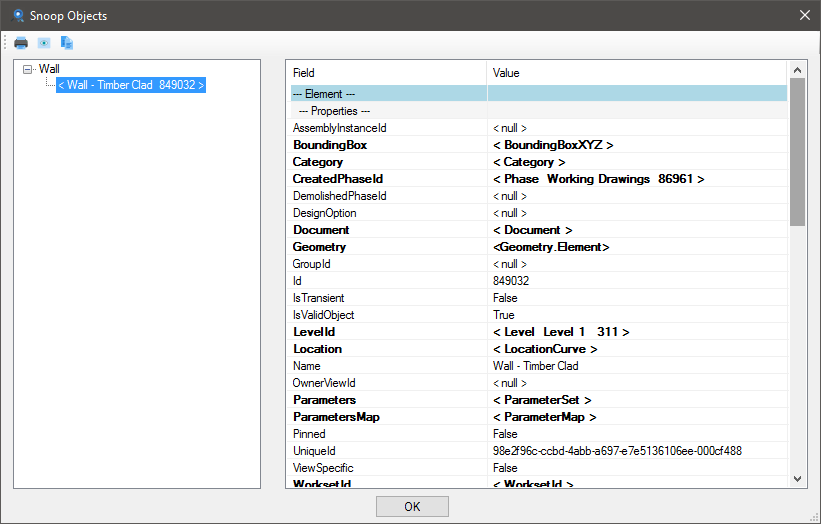 Snoop Objects
Wall
< Wall - Timber Clad 849032 >
Field Value
--- Element ---
--- Properties ---
AssemblyInstanceId < null >
BoundingBox < BoundingBoxXYZ >
Category < Category >
CreatedPhaseId < Phase Working Drawings 86961 >
DemolishedPhaseId < null >
DesignOption < null >
Document < Document >
Geometry <Geometry.Element>
GroupId < null >
Id 849032
IsTransient False
IsValidObject True
LevelId < Level Level 1 311 >
Location < LocationCurve >
Name Wall - Timber Clad
OwnerViewId < null >
Parameters < ParameterSet >
ParametersMap < ParameterMap >
Pinned False
UniqueId 98e2f96c-ccbd-4abb-a697-e7e5136106ee-000cf488
ViewSpecific False
WorksetId < WorksetId >
OK